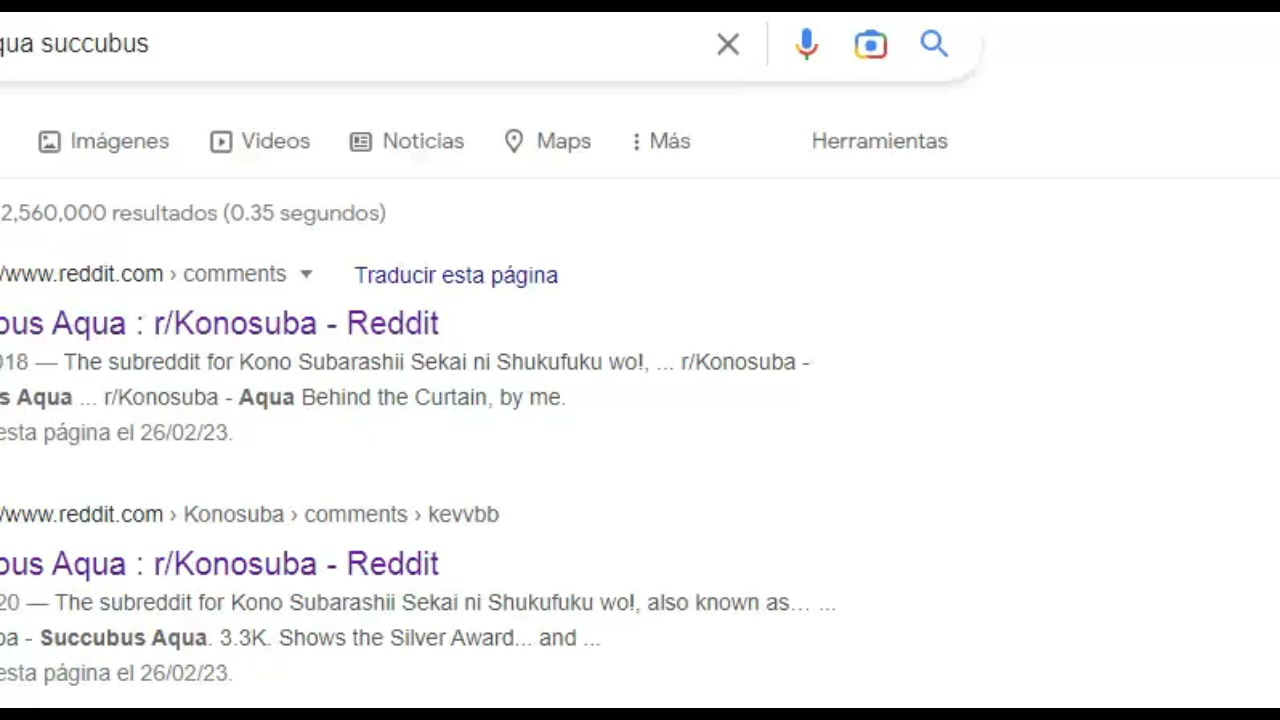 qua succubus
Imágenes Videos Noticias Maps Más Herramientas
2,560,000 resultados (0.35 segundos)
/www.reddit.com › comments Traducir esta página
ous Aqua : r/Konosuba - Reddit
018 — The subreddit for Kono Subarashii Sekai ni Shukufuku wo!, ... r/Konosuba -
s Aqua ... r/Konosuba - Aqua Behind the Curtain, by me.
esta página el 26/02/23.
/www.reddit.com › Konosuba › comments › kevvbb
ous Aqua : r/Konosuba - Reddit
20 — The subreddit for Kono Subarashii Sekai ni Shukufuku wo!, also known as… ...
ba - Succubus Aqua. 3.3K. Shows the Silver Award... and ...
esta página el 26/02/23.